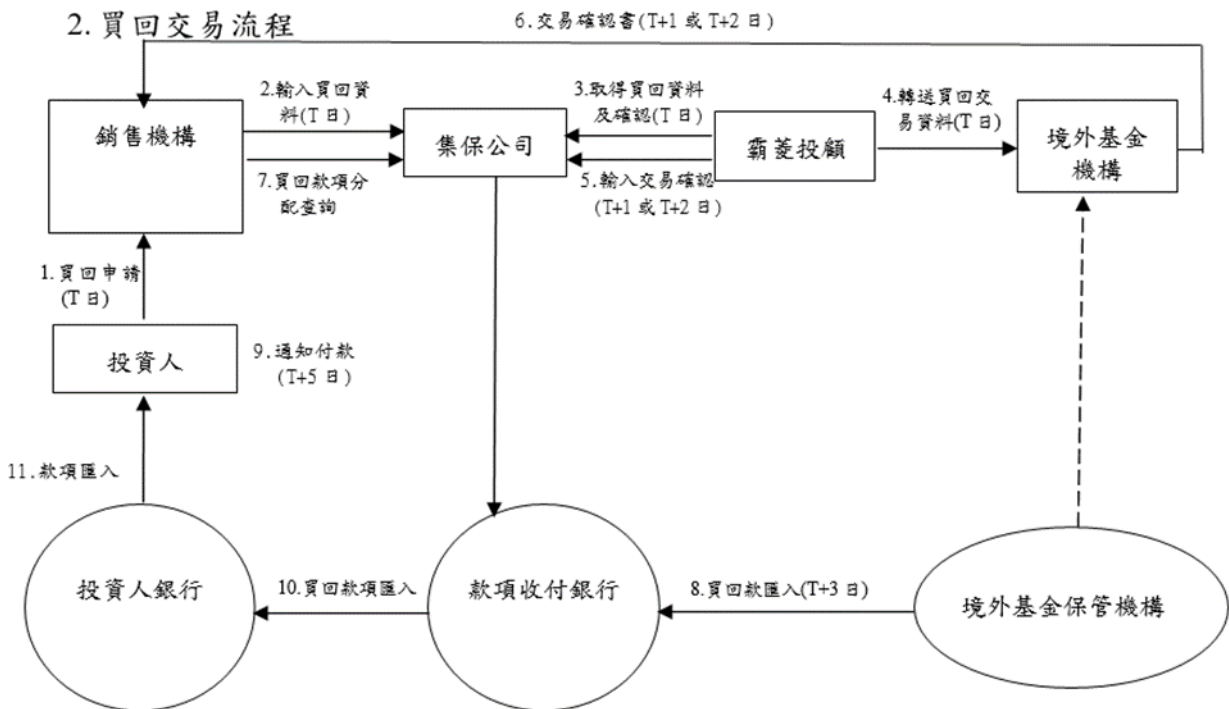 2.買回交易流程
6.交易確認書(T+1 或 T+2 日)
2.輸入買回資
料(T 日)
3.取得買回資料
及確認(T 日)
4.轉送買回交
易資料(T 日)
銷售機構
集保公司
霸菱投顧
境外基金
機構
7.買回款項分
配查詢
5.輸入交易確認
(T+1 或 T+2 日)
1.買回申請
(T 日)
投資人
9.通知付款
(T+5 日)
11.款項匯入
投資人銀行
10.買回款項匯入
款項收付銀行
8.買回款匯入(T+3 日)
境外基金保管機構